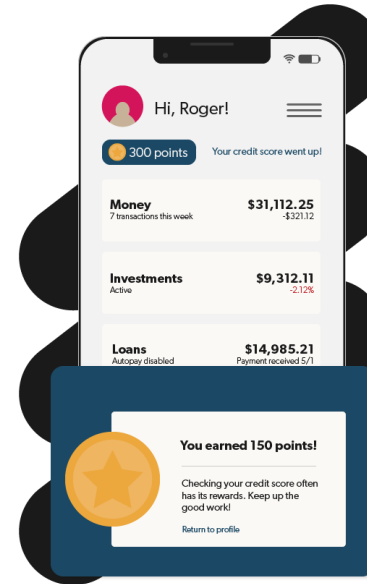 Hi, Roger!
300 points
Your credit score went up!
Money
$31,112.25
7 transactions this week
-$321.12
Investments
$9,312.11
Active
-2.12%
Loans
$14,985.21
Autopay disabled
Payment received 5/1
You earned 150 points!
Checking your credit score often
has its rewards. Keep up the
good work!
Return to profile